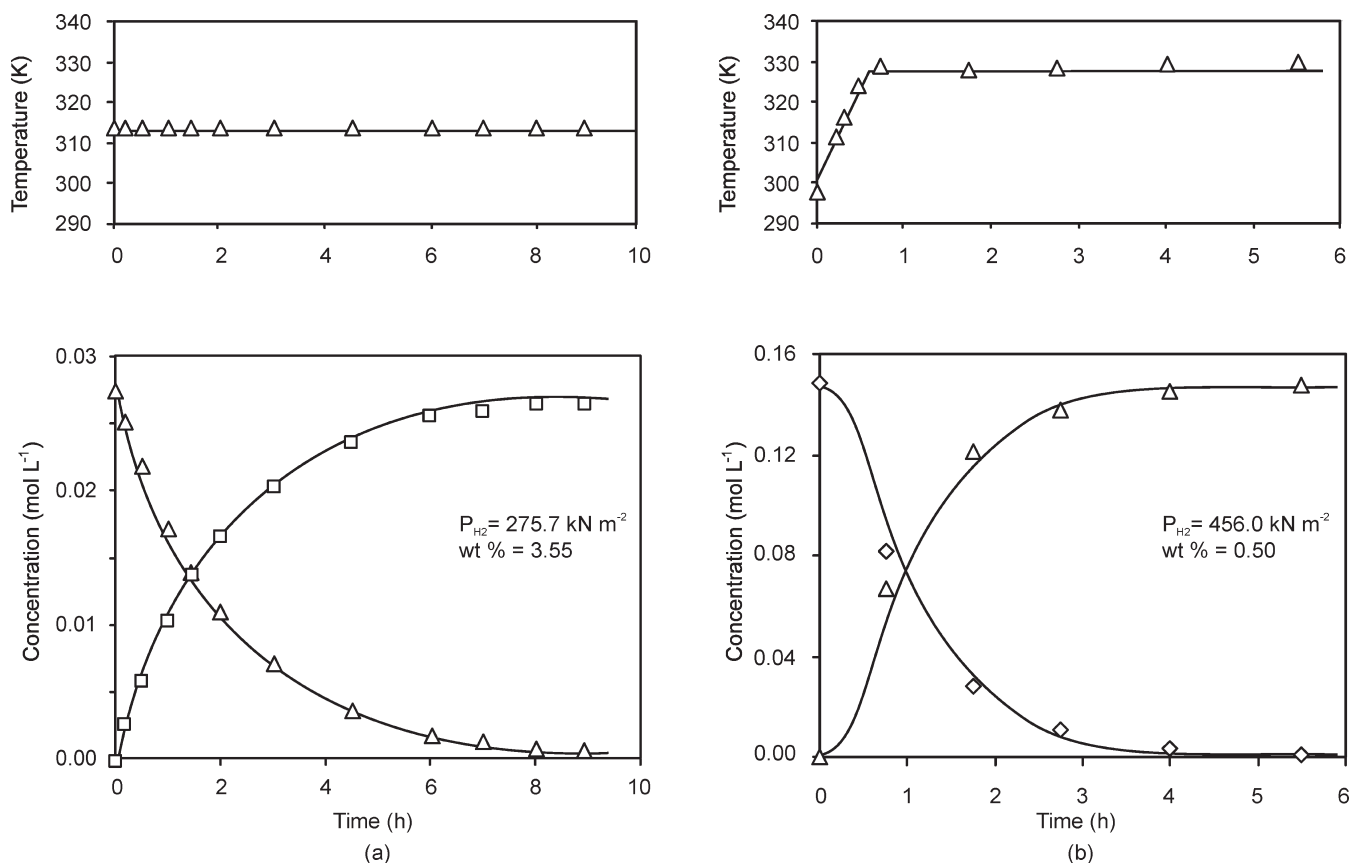 Temperature (K)
340
330
320
310
300
290
0 2 4 6 8 10
Temperature (K)
340
330
320
310
300
290
0 1 2 3 4 5 6
Concentration (mol L⁻¹)
0.03
0.02
0.01
0.00
P_H2 = 275.7 kN m⁻²
wt % = 3.55
0 2 4 6 8 10
Time (h)
(a)
Concentration (mol L⁻¹)
0.16
0.12
0.08
0.04
0.00
P_H2 = 456.0 kN m⁻²
wt % = 0.50
0 1 2 3 4 5 6
Time (h)
(b)